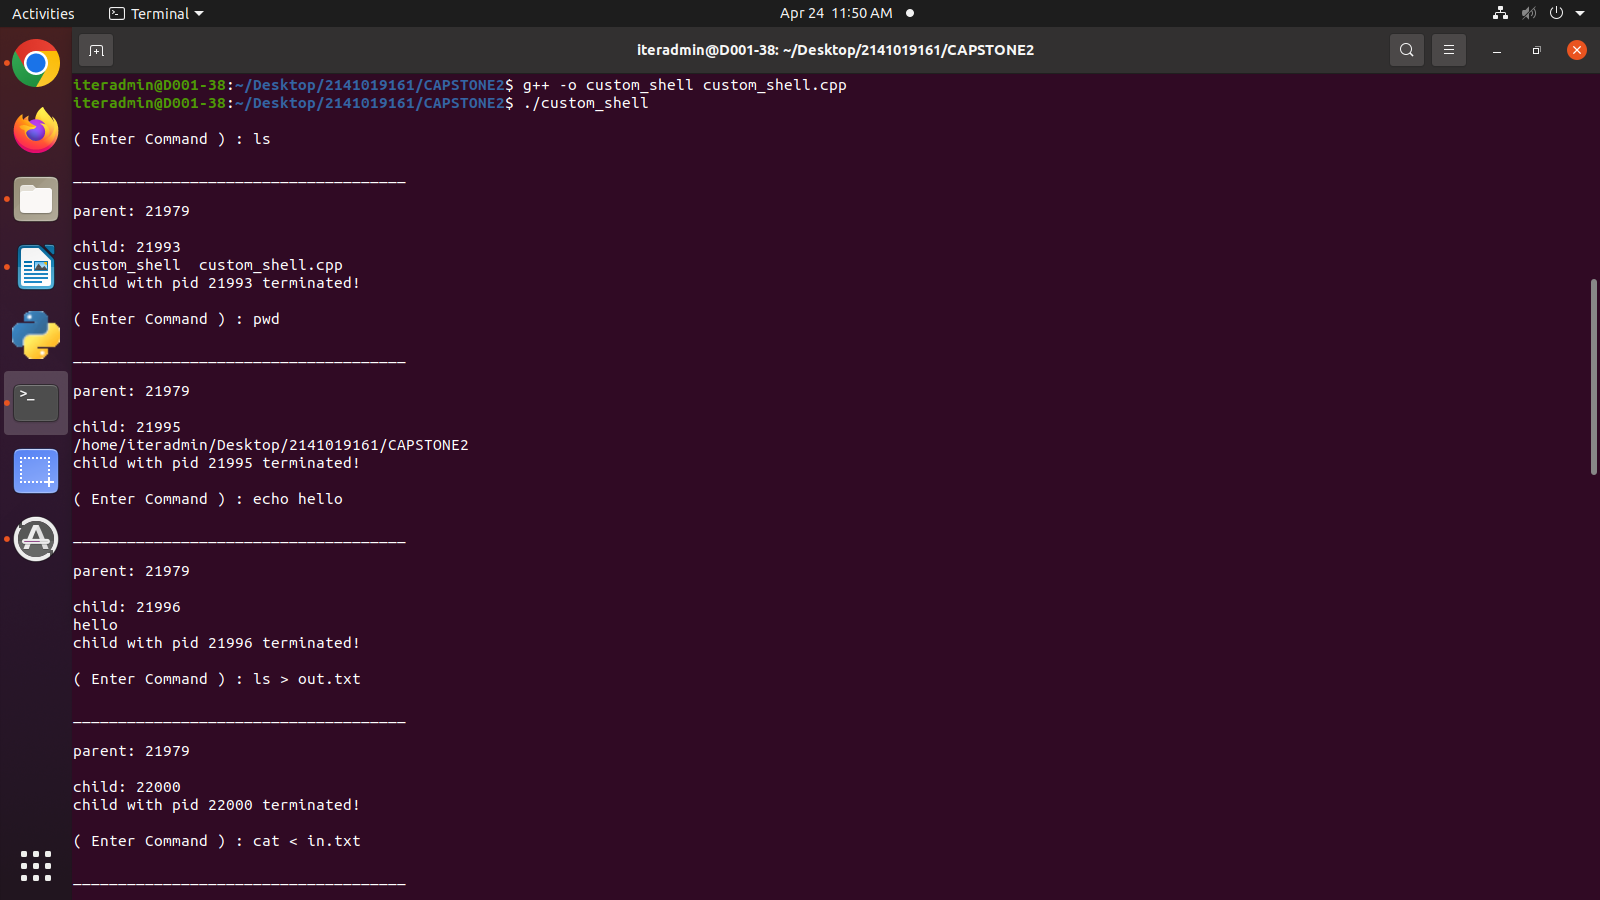 Activities Terminal Apr 24 11:50 AM
iteradmin@D001-38: ~/Desktop/2141019161/CAPSTONE2
iteradmin@D001-38:~/Desktop/2141019161/CAPSTONE2$ g++ -o custom_shell custom_shell.cpp
iteradmin@D001-38:~/Desktop/2141019161/CAPSTONE2$ ./custom_shell
( Enter Command ) : ls
_____________________________________
parent: 21979
child: 21993
custom_shell  custom_shell.cpp
child with pid 21993 terminated!
( Enter Command ) : pwd
_____________________________________
parent: 21979
child: 21995
/home/iteradmin/Desktop/2141019161/CAPSTONE2
child with pid 21995 terminated!
( Enter Command ) : echo hello
_____________________________________
parent: 21979
child: 21996
hello
child with pid 21996 terminated!
( Enter Command ) : ls > out.txt
_____________________________________
parent: 21979
child: 22000
child with pid 22000 terminated!
( Enter Command ) : cat < in.txt
_____________________________________